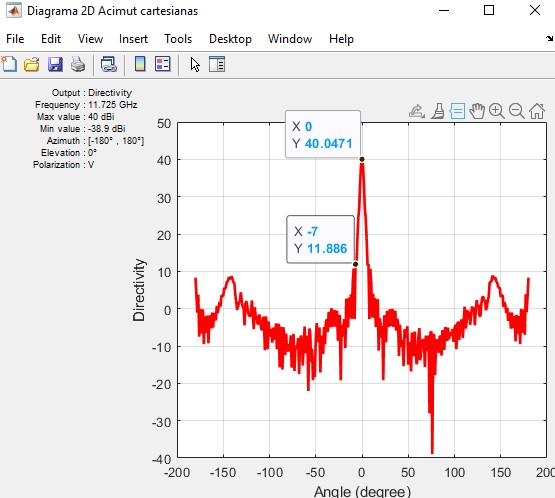 Diagrama 2D Acimut cartesianas
File Edit View Insert Tools Desktop Window Help
Output : Directivity
Frequency : 11.725 GHz
Max value : 40 dBi
Min value : -38.9 dBi
Azimuth : [-180° , 180°]
Elevation : 0°
Polarization : V
X 0
Y 40.0471
X -7
Y 11.886
Directivity
50
40
30
20
10
0
-10
-20
-30
-40
-200 -150 -100 -50 0 50 100 150 200
Angle (degree)